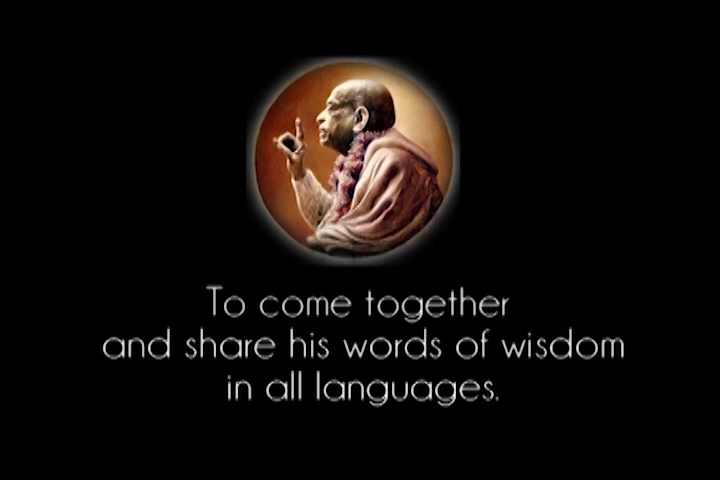 To come together
and share his words of wisdom
in all languages.